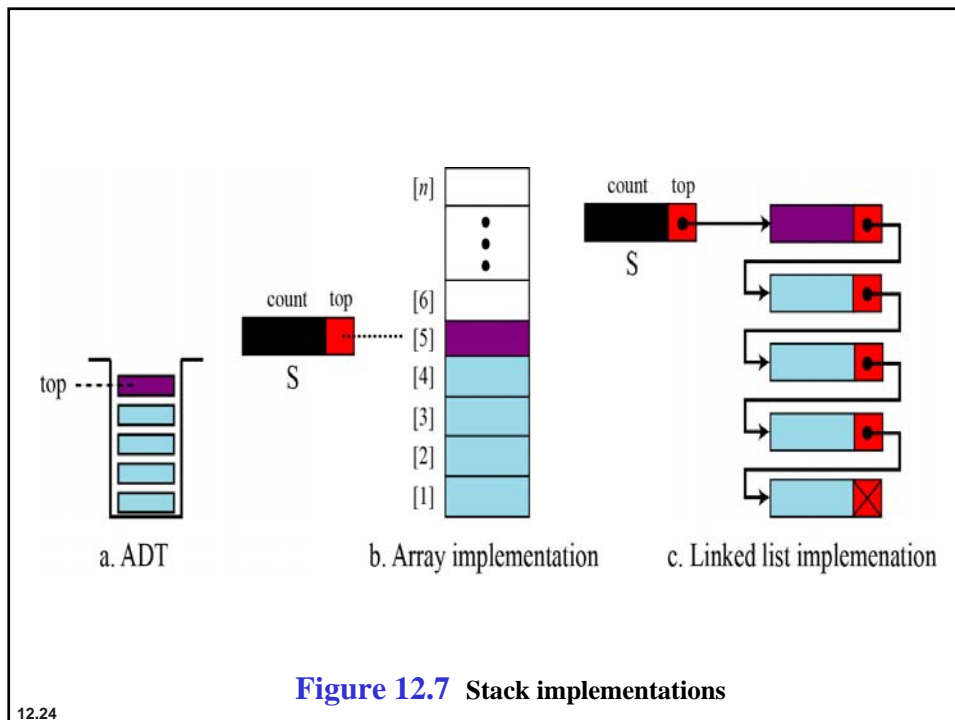 top
a. ADT
count top
S
[n]
[6]
[5]
[4]
[3]
[2]
[1]
b. Array implementation
count top
S
c. Linked list implemenation
Figure 12.7 Stack implementations
12.24